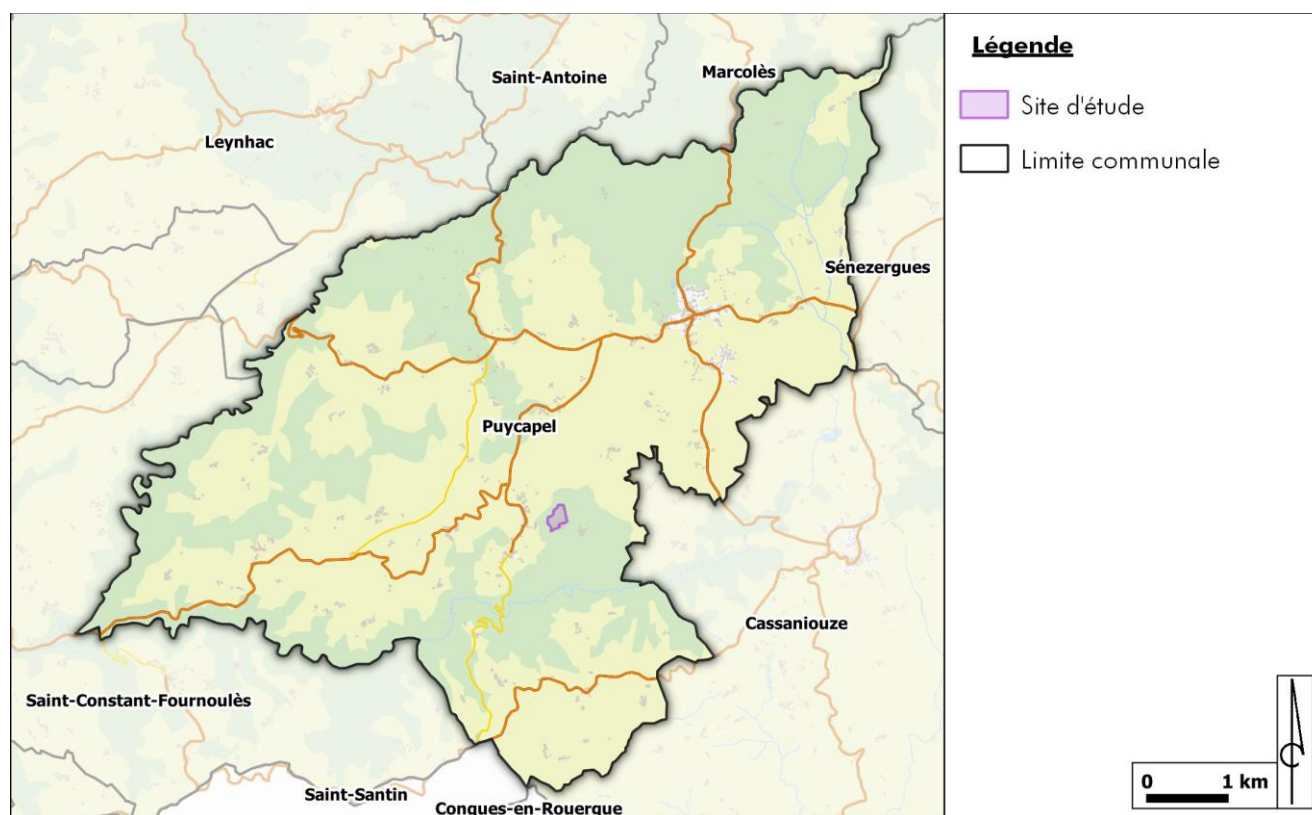 Légende
Saint-Antoine
Marcolès
Site d'étude
Leynhac
Limite communale
Sénezergues
Puycapel
Cassaniouze
Saint-Constant-Fournoulès
0 1 km
Saint-Santin
Conques-en-Rouergue